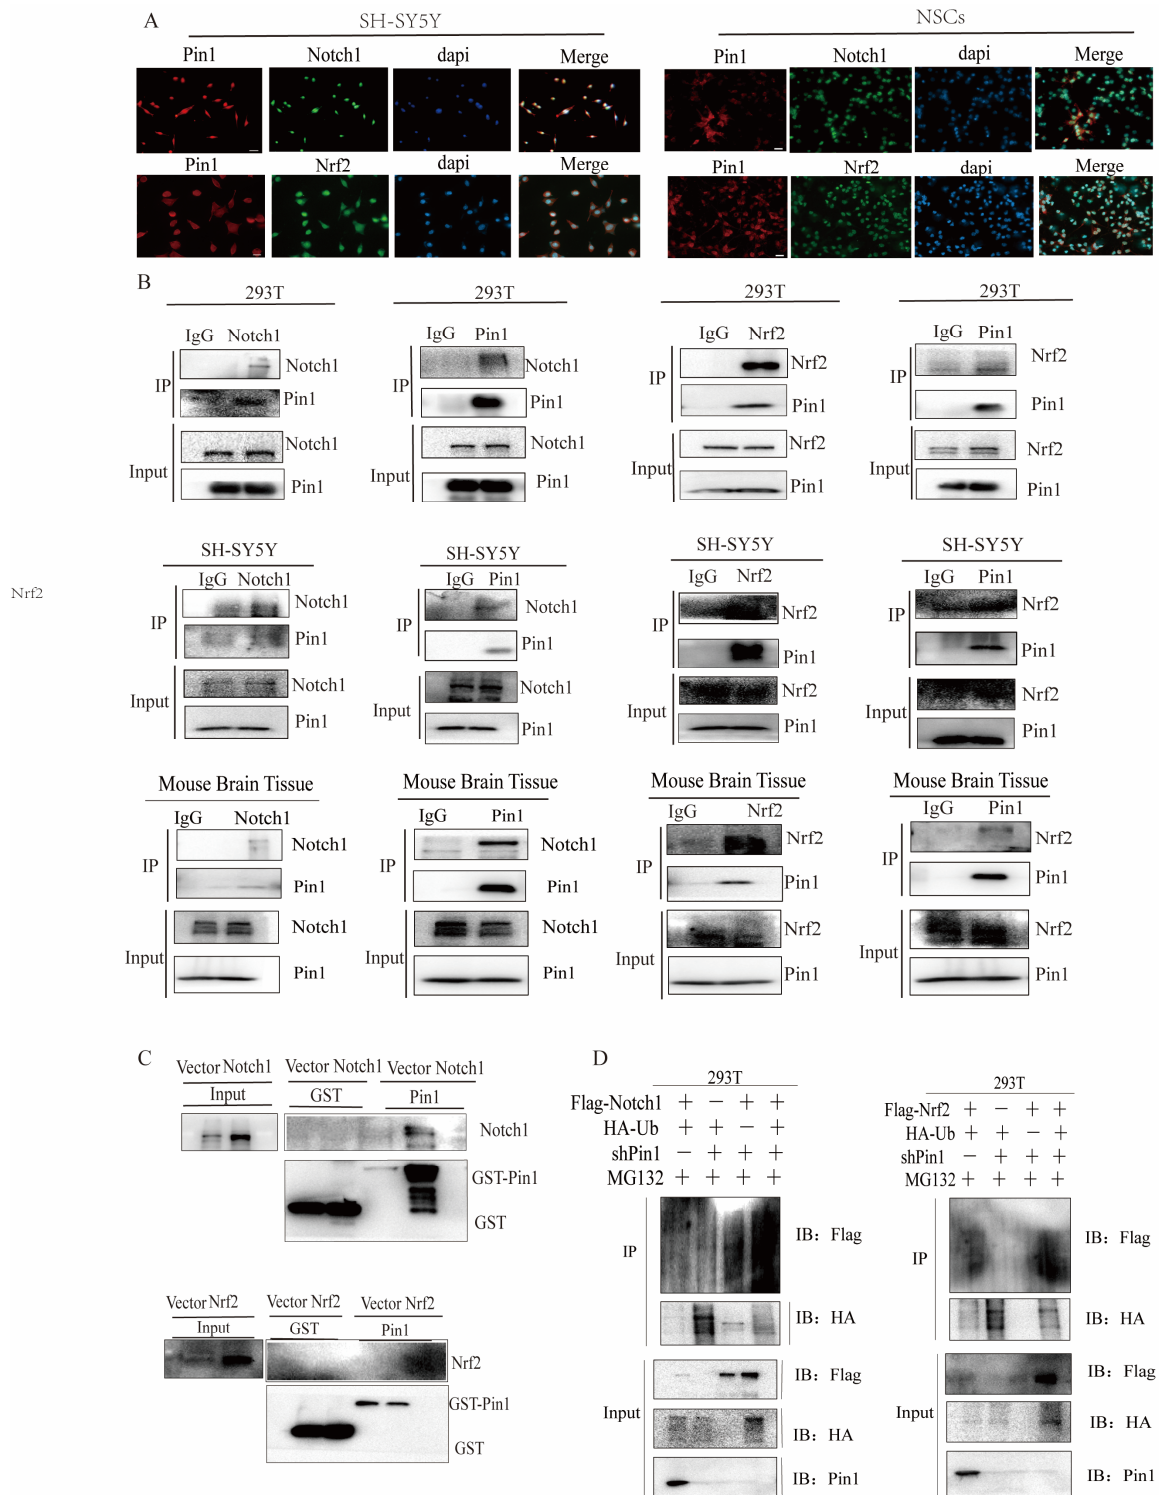 A
SH-SY5Y
NSCs
Pin1 Notch1 dapi Merge
Pin1 Notch1 dapi Merge
Pin1 Nrf2 dapi Merge
Pin1 Nrf2 dapi Merge
B
293T 293T 293T 293T
IgG Notch1 IgG Pin1 IgG Nrf2 IgG Pin1
IP Notch1 IP Notch1 IP Nrf2 IP Nrf2
Pin1 Pin1 Pin1 Pin1
Input Notch1 Input Notch1 Input Nrf2 Input Nrf2
Pin1 Pin1 Pin1 Pin1
SH-SY5Y SH-SY5Y SH-SY5Y SH-SY5Y
IgG Notch1 IgG Pin1 IgG Nrf2 IgG Pin1
Nrf2
IP Notch1 IP Notch1 IP Nrf2 IP Nrf2
Pin1 Pin1 Pin1 Pin1
Input Notch1 Input Notch1 Input Nrf2 Input Nrf2
Pin1 Pin1 Pin1 Pin1
Mouse Brain Tissue Mouse Brain Tissue Mouse Brain Tissue Mouse Brain Tissue
IgG Notch1 IgG Pin1 IgG Nrf2 IgG Pin1
IP Notch1 IP Notch1 IP Nrf2 IP Nrf2
Pin1 Pin1 Pin1 Pin1
Input Notch1 Input Notch1 Input Nrf2 Input Nrf2
Pin1 Pin1 Pin1 Pin1
C
Vector Notch1 Vector Notch1 Vector Notch1
Input GST Pin1
Notch1
GST-Pin1
GST
Vector Nrf2 Vector Nrf2 Vector Nrf2
Input GST Pin1
Nrf2
GST-Pin1
GST
D
293T
Flag-Notch1 + − + +
HA-Ub + + − +
shPin1 − + + +
MG132 + + + +
IP IB: Flag
IB: HA
Input IB: Flag
IB: HA
IB: Pin1
293T
Flag-Nrf2 + − + +
HA-Ub + + − +
shPin1 − + + +
MG132 + + + +
IP IB: Flag
IB: HA
Input IB: Flag
IB: HA
IB: Pin1